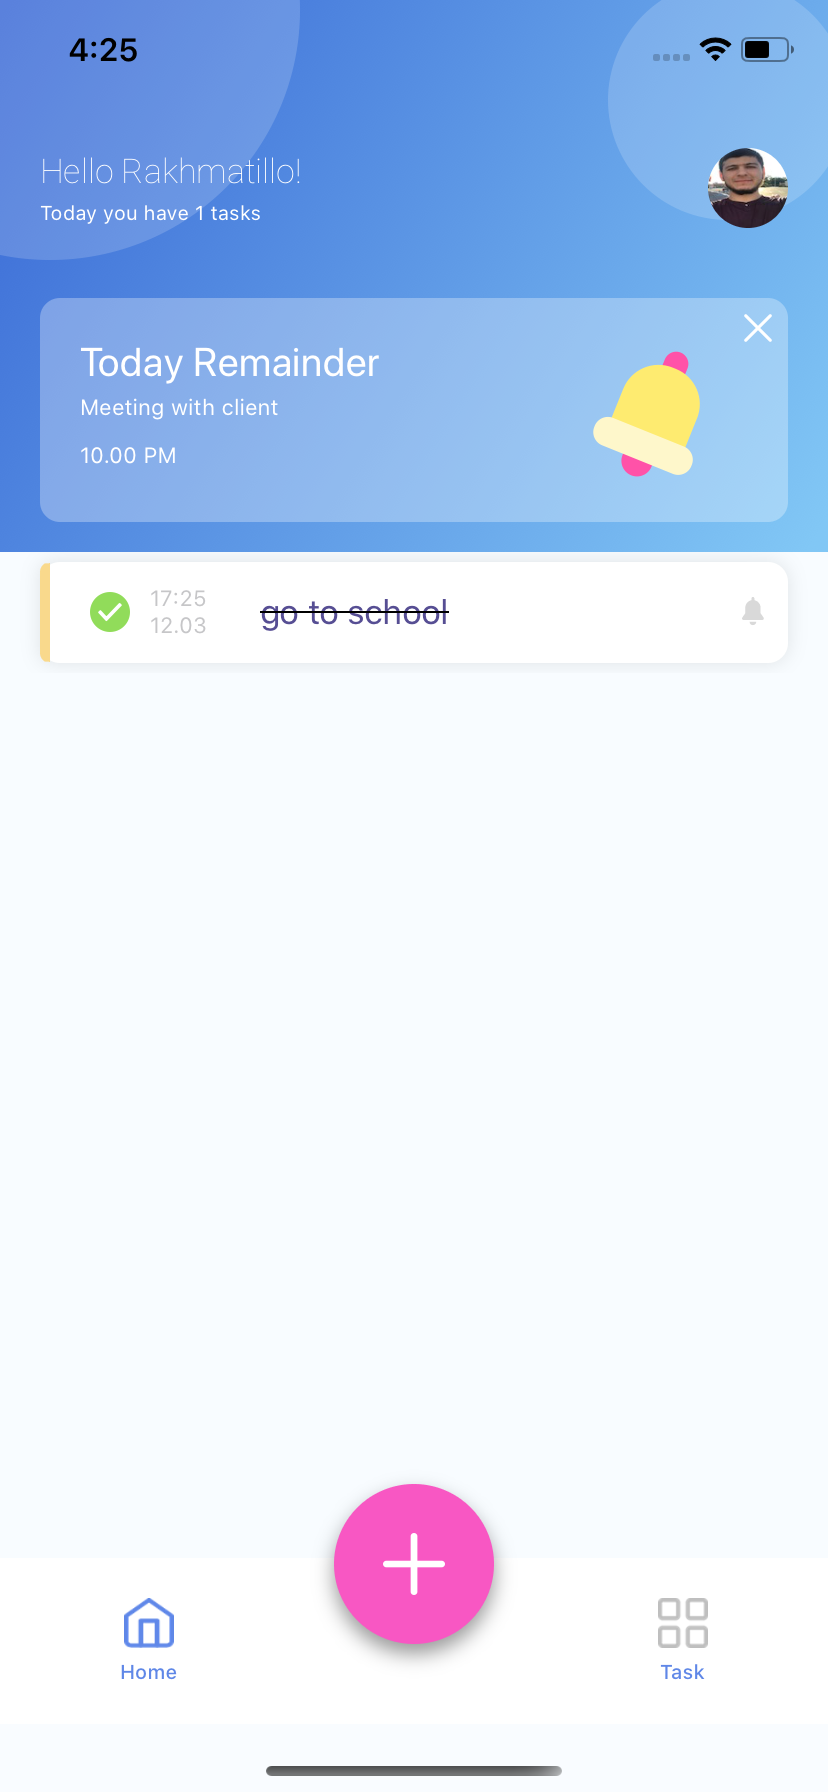 4:25
Hello Rakhmatillo!
Today you have 1 tasks
Today Remainder
Meeting with client
10.00 PM
17:25
12.03
go to school
Home
Task